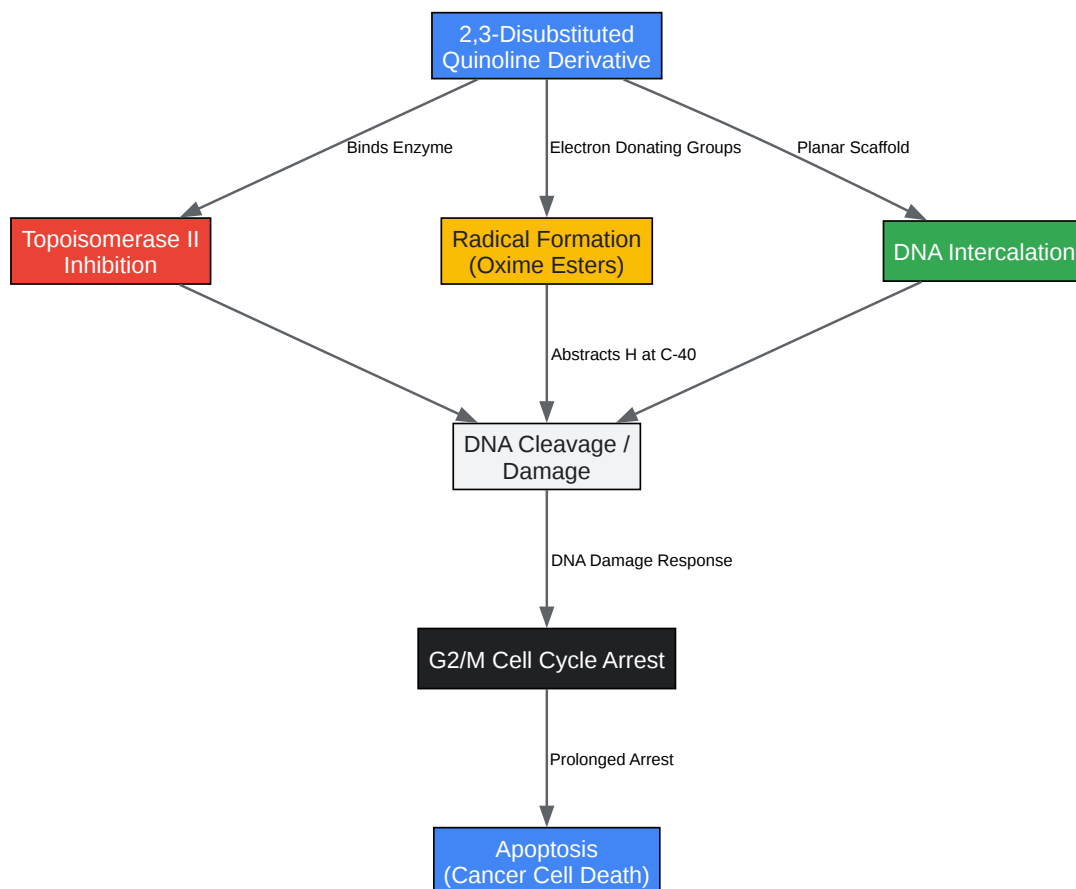 2,3-Disubstituted
Quinoline Derivative
Binds Enzyme
Electron Donating Groups
Planar Scaffold
Topoisomerase II
Inhibition
Radical Formation
(Oxime Esters)
DNA Intercalation
Abstracts H at C-40
DNA Cleavage /
Damage
DNA Damage Response
G2/M Cell Cycle Arrest
Prolonged Arrest
Apoptosis
(Cancer Cell Death)